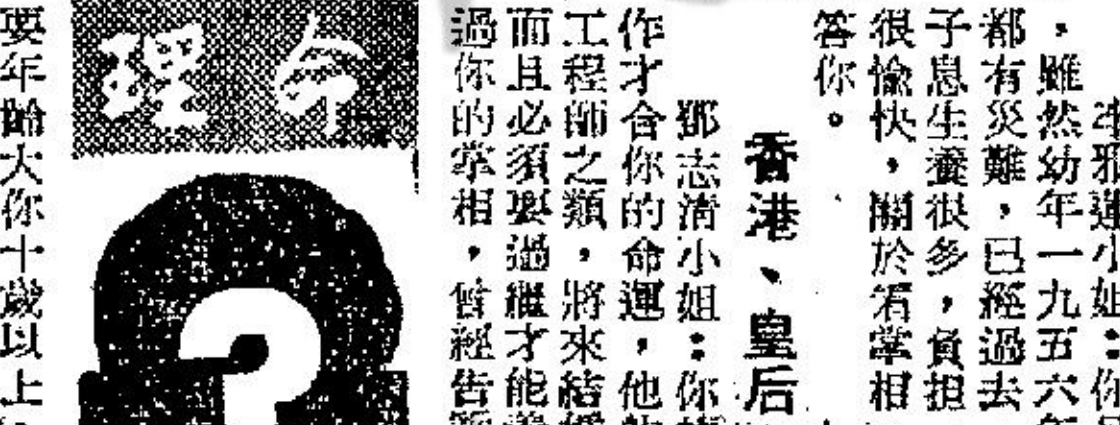 小姐：你
，雖然幼年一九五六年
都有災難，已經過去
子息生養很多，負担
很愉快，關於看掌相
答你。
香港、皇后
鄧志清小姐：你
作才合你的命運，他
工程師之類，將來結
而且必須要過繼才能
過你的掌相，曾經告
命理
？
要年齡大你十歲以上